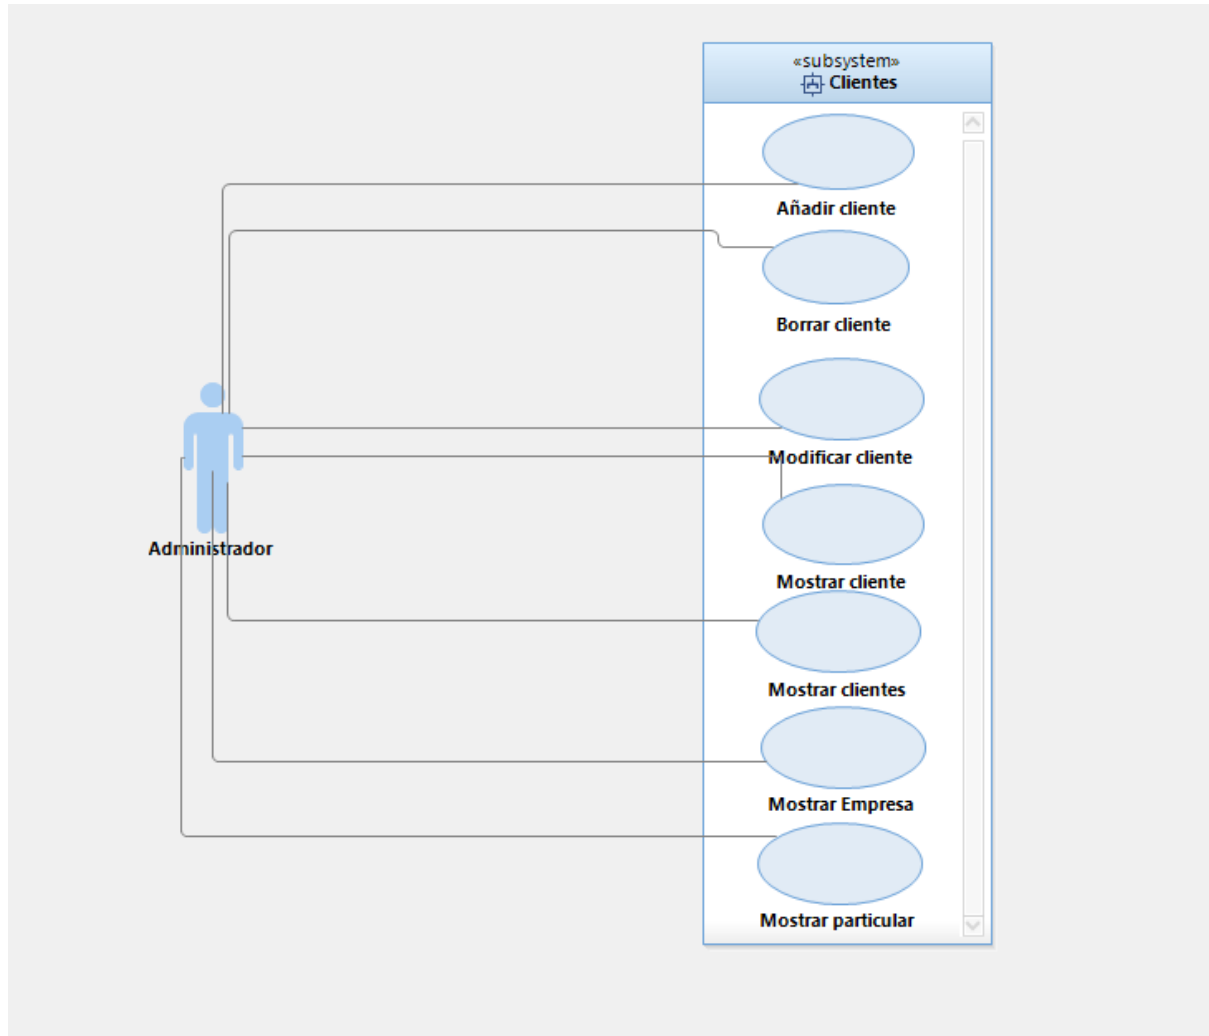 «subsystem»
Clientes
Añadir cliente
Borrar cliente
Modificar cliente
Mostrar cliente
Administrador
Mostrar clientes
Mostrar Empresa
Mostrar particular